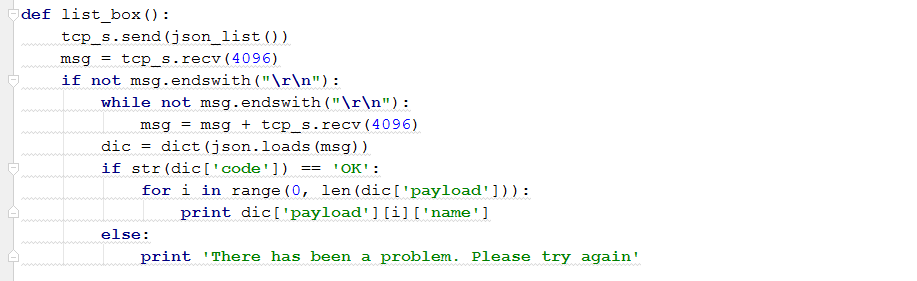 def list_box():
    tcp_s.send(json_list())
    msg = tcp_s.recv(4096)
    if not msg.endswith("\r\n"):
        while not msg.endswith("\r\n"):
            msg = msg + tcp_s.recv(4096)
        dic = dict(json.loads(msg))
        if str(dic['code']) == 'OK':
            for i in range(0, len(dic['payload'])):
                print dic['payload'][i]['name']
        else:
            print 'There has been a problem. Please try again'